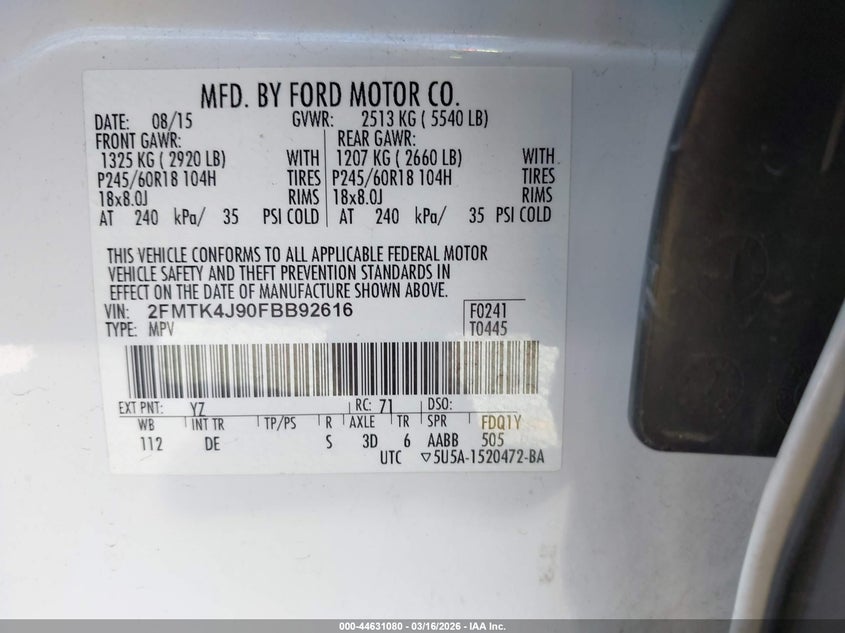 MFD. BY FORD MOTOR CO.
DATE: 08/15 GVWR: 2513 KG ( 5540 LB)
FRONT GAWR: REAR GAWR:
1325 KG ( 2920 LB) WITH 1207 KG ( 2660 LB) WITH
P245/60R18 104H TIRES P245/60R18 104H TIRES
18x8.0J RIMS 18x8.0J RIMS
AT 240 kPa/ 35 PSI COLD AT 240 kPa/ 35 PSI COLD
THIS VEHICLE CONFORMS TO ALL APPLICABLE FEDERAL MOTOR
VEHICLE SAFETY AND THEFT PREVENTION STANDARDS IN
EFFECT ON THE DATE OF MANUFACTURE SHOWN ABOVE.
VIN: 2FMTK4J90FBB92616 F0241
TYPE: MPV T0445
EXT PNT: YZ RC: 71 DSO:
WB INT TR TP/PS R AXLE TR SPR FDQ1Y
112 DE S 3D 6 AABB 505
UTC ▽5U5A-1520472-BA
000-44631080 - 03/16/2026 - IAA Inc.